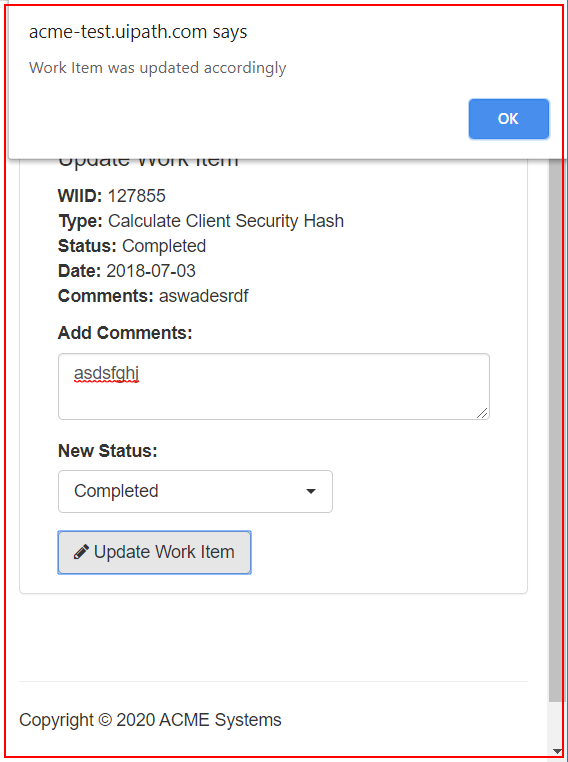 acme-test.uipath.com says
Work Item was updated accordingly
OK
Update Work Item
WIID: 127855
Type: Calculate Client Security Hash
Status: Completed
Date: 2018-07-03
Comments: aswadesrdf
Add Comments:
asdsfghj
New Status:
Completed
Update Work Item
Copyright © 2020 ACME Systems